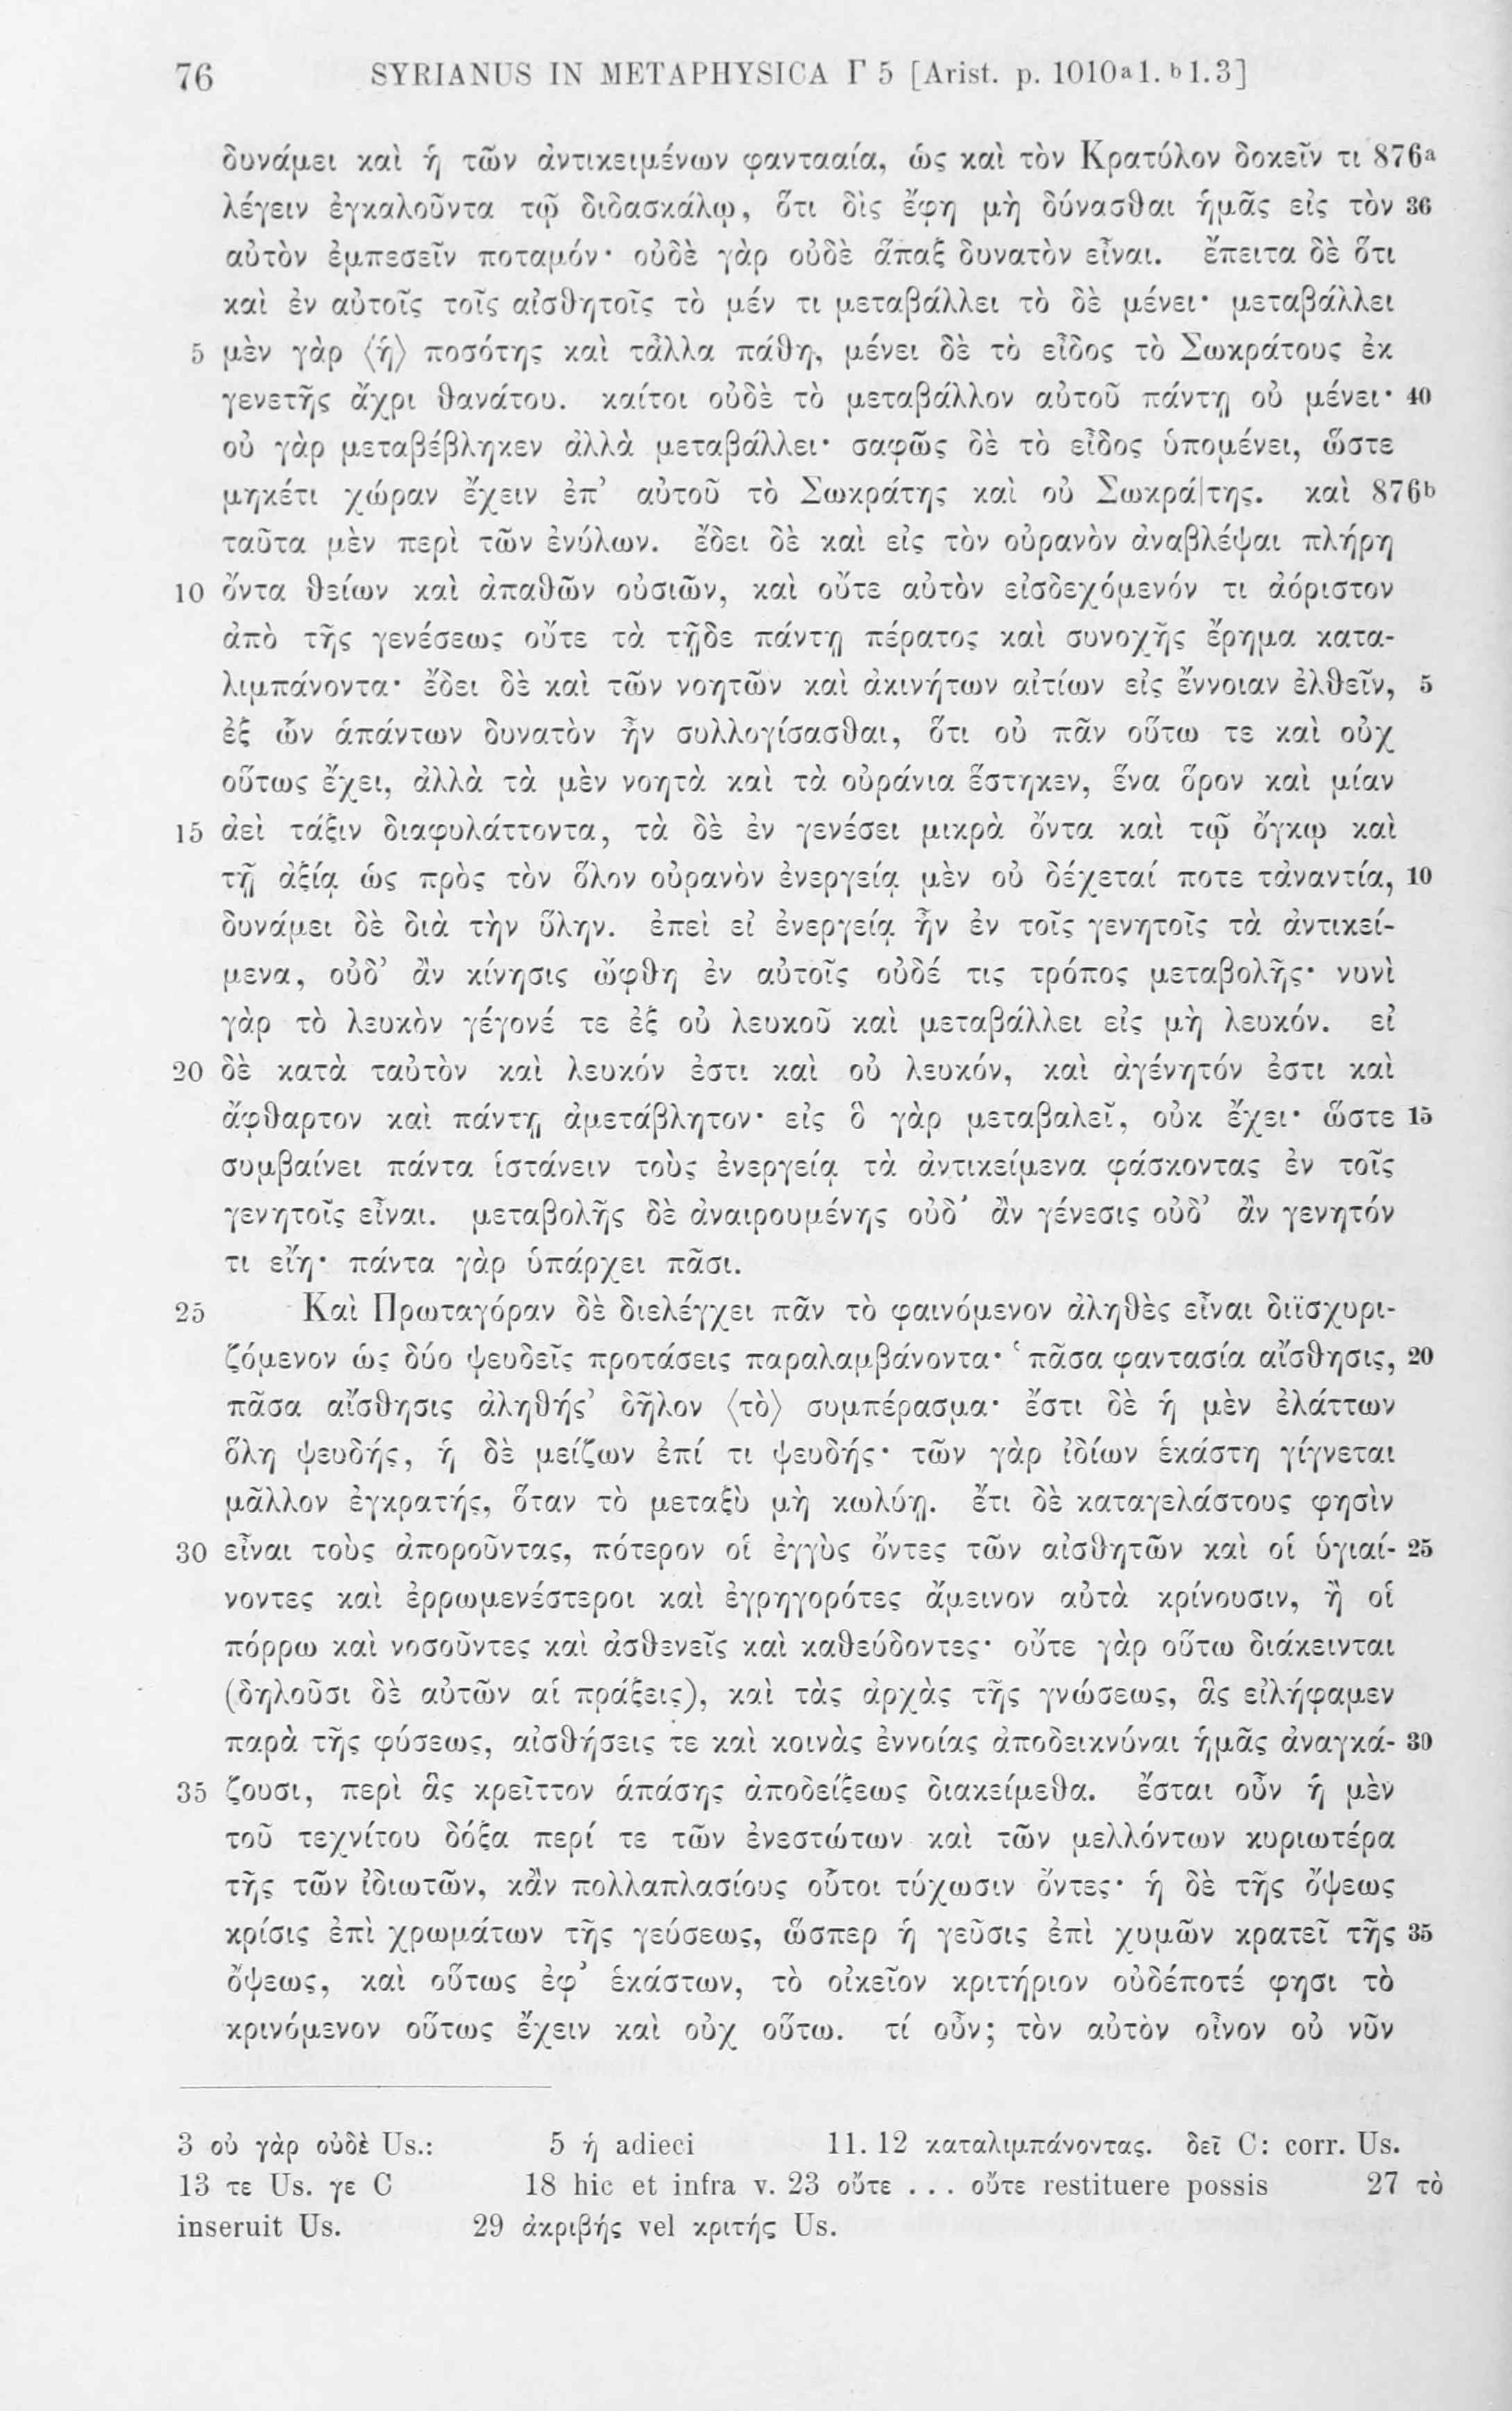 76 SYRIANUS IN METAPHYSICA Γ 5 [Arist. p. 1010a1. b1.3]
δυνάμει καὶ ἡ τῶν ἀντικειμένων φαντααία, ὡς καὶ τὸν Κρατύλον δοκεῖν τι 876a
λέγειν ἐγκαλοῦντα τῷ διδασκάλῳ, ὅτι δὶς ἔφη μὴ δύνασθαι ἡμᾶς εἰς τὸν 36
αὐτὸν ἐμπεσεῖν ποταμόν· οὐδὲ γὰρ οὐδὲ ἅπαξ δυνατὸν εἶναι. ἔπειτα δὲ ὅτι
καὶ ἐν αὐτοῖς τοῖς αἰσθητοῖς τὸ μέν τι μεταβάλλει τὸ δὲ μένει· μεταβάλλει
5 μὲν γὰρ ⟨ἡ⟩ ποσότης καὶ τἆλλα πάθη, μένει δὲ τὸ εἶδος τὸ Σωκράτους ἐκ
γενετῆς ἄχρι θανάτου. καίτοι οὐδὲ τὸ μεταβάλλον αὐτοῦ πάντῃ οὐ μένει· 40
οὐ γὰρ μεταβέβληκεν ἀλλὰ μεταβάλλει· σαφῶς δὲ τὸ εἶδος ὑπομένει, ὥστε
μηκέτι χώραν ἔχειν ἐπ’ αὐτοῦ τὸ Σωκράτης καὶ οὐ Σωκρά|της. καὶ 876b
ταῦτα μὲν περὶ τῶν ἐνύλων. ἔδει δὲ καὶ εἰς τὸν οὐρανὸν ἀναβλέψαι πλήρη
10 ὄντα θείων καὶ ἀπαθῶν οὐσιῶν, καὶ οὔτε αὐτὸν εἰσδεχόμενόν τι ἀόριστον
ἀπὸ τῆς γενέσεως οὔτε τὰ τῇδε πάντῃ πέρατος καὶ συνοχῆς ἔρημα κατα-
λιμπάνοντα· ἔδει δὲ καὶ τῶν νοητῶν καὶ ἀκινήτων αἰτίων εἰς ἔννοιαν ἐλθεῖν, 5
ἐξ ὧν ἁπάντων δυνατὸν ἦν συλλογίσασθαι, ὅτι οὐ πᾶν οὕτω τε καὶ οὐχ
οὕτως ἔχει, ἀλλὰ τὰ μὲν νοητὰ καὶ τὰ οὐράνια ἕστηκεν, ἕνα ὅρον καὶ μίαν
15 ἀεὶ τάξιν διαφυλάττοντα, τὰ δὲ ἐν γενέσει μικρὰ ὄντα καὶ τῷ ὄγκῳ καὶ
τῇ ἀξίᾳ ὡς πρὸς τὸν ὅλον οὐρανὸν ἐνεργείᾳ μὲν οὐ δέχεταί ποτε τἀναντία, 10
δυνάμει δὲ διὰ τὴν ὕλην. ἐπεὶ εἰ ἐνεργείᾳ ἦν ἐν τοῖς γενητοῖς τὰ ἀντικεί-
μενα, οὐδ’ ἂν κίνησις ὤφθη ἐν αὐτοῖς οὐδέ τις τρόπος μεταβολῆς· νυνὶ
γὰρ τὸ λευκὸν γέγονέ τε ἐξ οὐ λευκοῦ καὶ μεταβάλλει εἰς μὴ λευκόν. εἰ
20 δὲ κατὰ ταὐτὸν καὶ λευκόν ἐστι καὶ οὐ λευκόν, καὶ ἀγένητόν ἐστι καὶ
ἄφθαρτον καὶ πάντῃ ἀμετάβλητον· εἰς ὃ γὰρ μεταβαλεῖ, οὐκ ἔχει· ὥστε 15
συμβαίνει πάντα ἱστάνειν τοὺς ἐνεργείᾳ τὰ ἀντικείμενα φάσκοντας ἐν τοῖς
γενητοῖς εἶναι. μεταβολῆς δὲ ἀναιρουμένης οὐδ’ ἂν γένεσις οὐδ’ ἂν γενητόν
τι εἴη· πάντα γὰρ ὑπάρχει πᾶσι.
25 Καὶ Πρωταγόραν δὲ διελέγχει πᾶν τὸ φαινόμενον ἀληθὲς εἶναι διϊσχυρι-
ζόμενον ὡς δύο ψευδεῖς προτάσεις παραλαμβάνοντα· ‘πᾶσα φαντασία αἴσθησις, 20
πᾶσα αἴσθησις ἀληθής’ δῆλον ⟨τὸ⟩ συμπέρασμα· ἔστι δὲ ἡ μὲν ἐλάττων
ὅλη ψευδής, ἡ δὲ μείζων ἐπί τι ψευδής· τῶν γὰρ ἰδίων ἑκάστη γίγνεται
μᾶλλον ἐγκρατής, ὅταν τὸ μεταξὺ μὴ κωλύῃ. ἔτι δὲ καταγελάστους φησὶν
30 εἶναι τοὺς ἀποροῦντας, πότερον οἱ ἐγγὺς ὄντες τῶν αἰσθητῶν καὶ οἱ ὑγιαί- 25
νοντες καὶ ἐρρωμενέστεροι καὶ ἐγρηγορότες ἄμεινον αὐτὰ κρίνουσιν, ἢ οἱ
πόρρω καὶ νοσοῦντες καὶ ἀσθενεῖς καὶ καθεύδοντες· οὔτε γὰρ οὕτω διάκεινται
(δηλοῦσι δὲ αὐτῶν αἱ πράξεις), καὶ τὰς ἀρχὰς τῆς γνώσεως, ἃς εἰλήφαμεν
παρὰ τῆς φύσεως, αἰσθήσεις τε καὶ κοινὰς ἐννοίας ἀποδεικνύναι ἡμᾶς ἀναγκά- 30
35 ζουσι, περὶ ἃς κρεῖττον ἁπάσης ἀποδείξεως διακείμεθα. ἔσται οὖν ἡ μὲν
τοῦ τεχνίτου δόξα περί τε τῶν ἐνεστώτων καὶ τῶν μελλόντων κυριωτέρα
τῆς τῶν ἰδιωτῶν, κἂν πολλαπλασίους οὗτοι τύχωσιν ὄντες· ἡ δὲ τῆς ὄψεως
κρίσις ἐπὶ χρωμάτων τῆς γεύσεως, ὥσπερ ἡ γεῦσις ἐπὶ χυμῶν κρατεῖ τῆς 35
ὄψεως, καὶ οὕτως ἐφ’ ἑκάστων, τὸ οἰκεῖον κριτήριον οὐδέποτέ φησι τὸ
κρινόμενον οὕτως ἔχειν καὶ οὐχ οὕτω. τί οὖν; τὸν αὐτὸν οἶνον οὐ νῦν
3 οὐ γὰρ οὐδὲ Us.: 5 ἡ adieci 11. 12 καταλιμπάνοντας. δεῖ C: corr. Us.
13 τε Us. γε C 18 hic et infra v. 23 οὔτε . . . οὔτε restituere possis 27 τὸ
inseruit Us. 29 ἀκριβής vel κριτής Us.